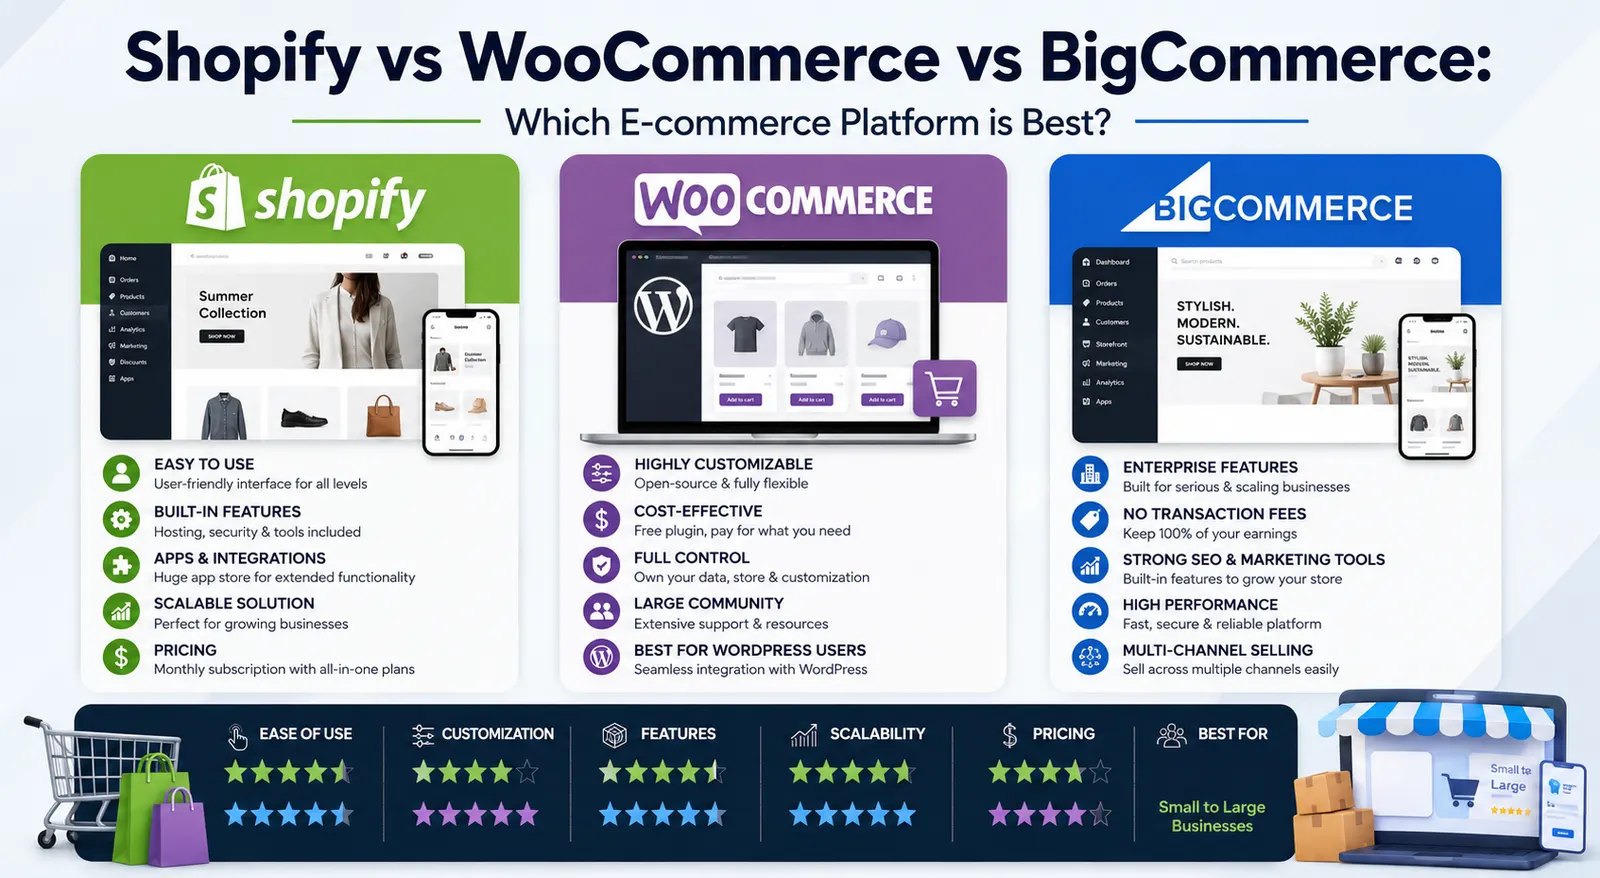 Shopify vs WooCommerce vs BigCommerce:
Which E-commerce Platform is Best?
shopify
Home
Orders
Products
Customers
Analytics
Marketing
Discounts
Apps
Summer
Collection
SHOP NOW
EASY TO USE
User-friendly interface for all levels
BUILT-IN FEATURES
Hosting, security & tools included
APPS & INTEGRATIONS
Huge app store for extended functionality
SCALABLE SOLUTION
Perfect for growing businesses
PRICING
Monthly subscription with all-in-one plans
WOO COMMERCE
Add to cart
Add to cart
Add to cart
HIGHLY CUSTOMIZABLE
Open-source & fully flexible
COST-EFFECTIVE
Free plugin, pay for what you need
FULL CONTROL
Own your data, store & customization
LARGE COMMUNITY
Extensive support & resources
BEST FOR WORDPRESS USERS
Seamless integration with WordPress
BIGCOMMERCE
Dashboard
Orders
Products
Customers
Storefront
Marketing
Analytics
Apps
Search products
STYLISH.
MODERN.
SUSTAINABLE.
SHOP NOW
STYLISH.
MODERN.
SUSTAINABLE.
ENTERPRISE FEATURES
Built for serious & scaling businesses
NO TRANSACTION FEES
Keep 100% of your earnings
STRONG SEO & MARKETING TOOLS
Built-in features to grow your store
HIGH PERFORMANCE
Fast, secure & reliable platform
MULTI-CHANNEL SELLING
Sell across multiple channels easily
EASE OF USE
CUSTOMIZATION
FEATURES
SCALABILITY
PRICING
BEST FOR
Small to Large
Businesses
Small to
Large